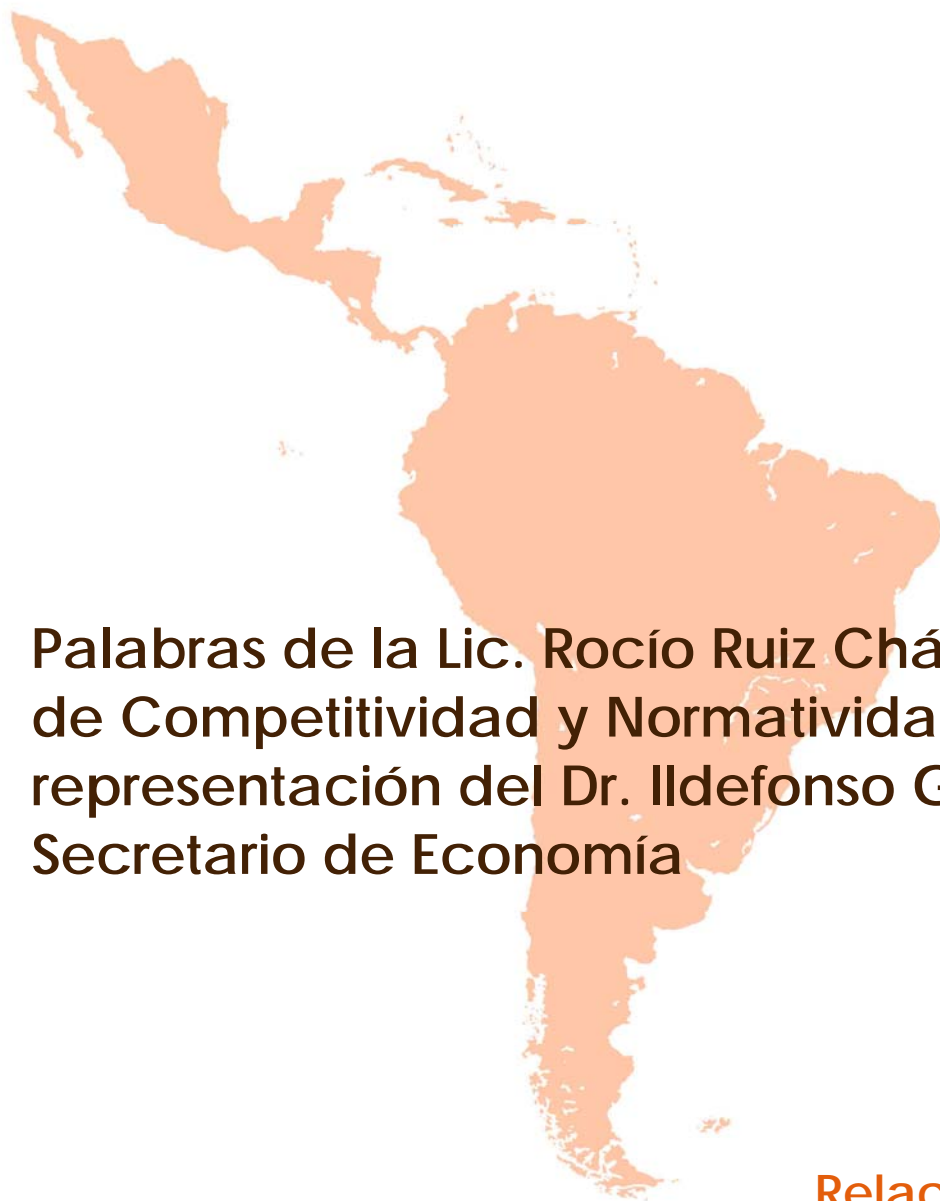 Palabras de la Lic. Rocío Ruiz Chá
de Competitividad y Normativida
representación del Dr. Ildefonso G
Secretario de Economía
Relac